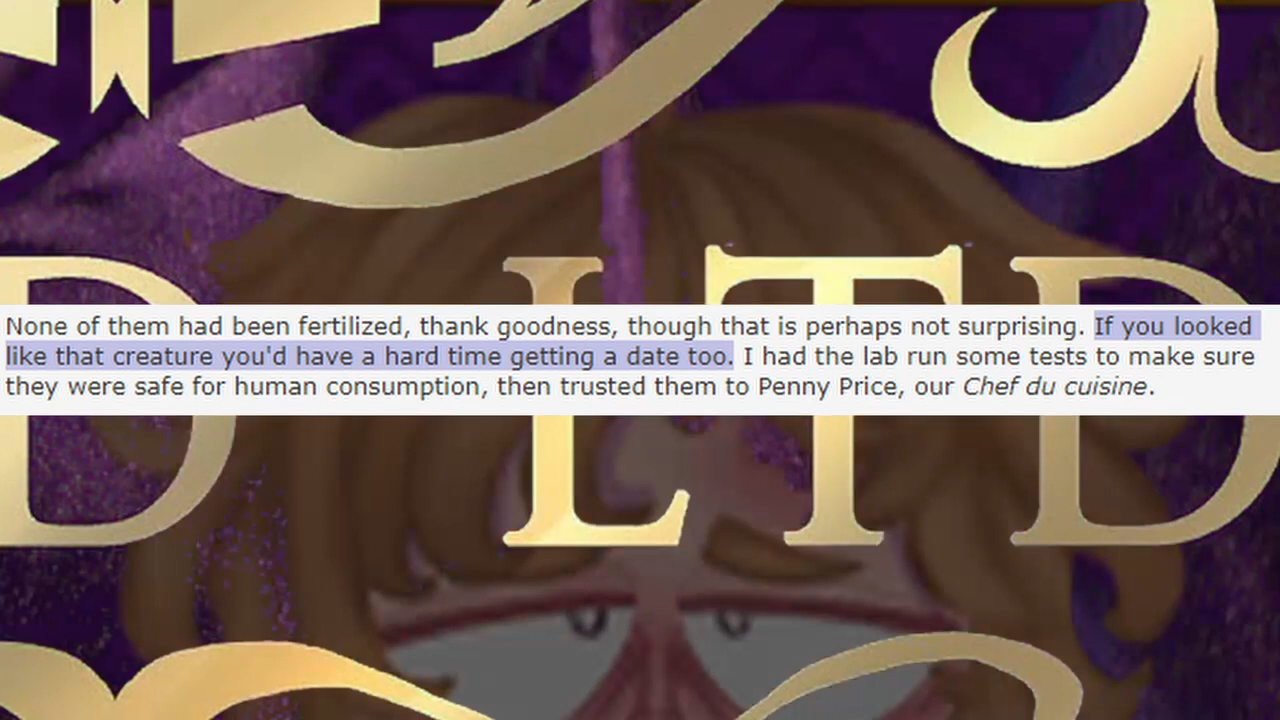 D LTD
None of them had been fertilized, thank goodness, though that is perhaps not surprising. If you looked
like that creature you'd have a hard time getting a date too. I had the lab run some tests to make sure
they were safe for human consumption, then trusted them to Penny Price, our Chef du cuisine.